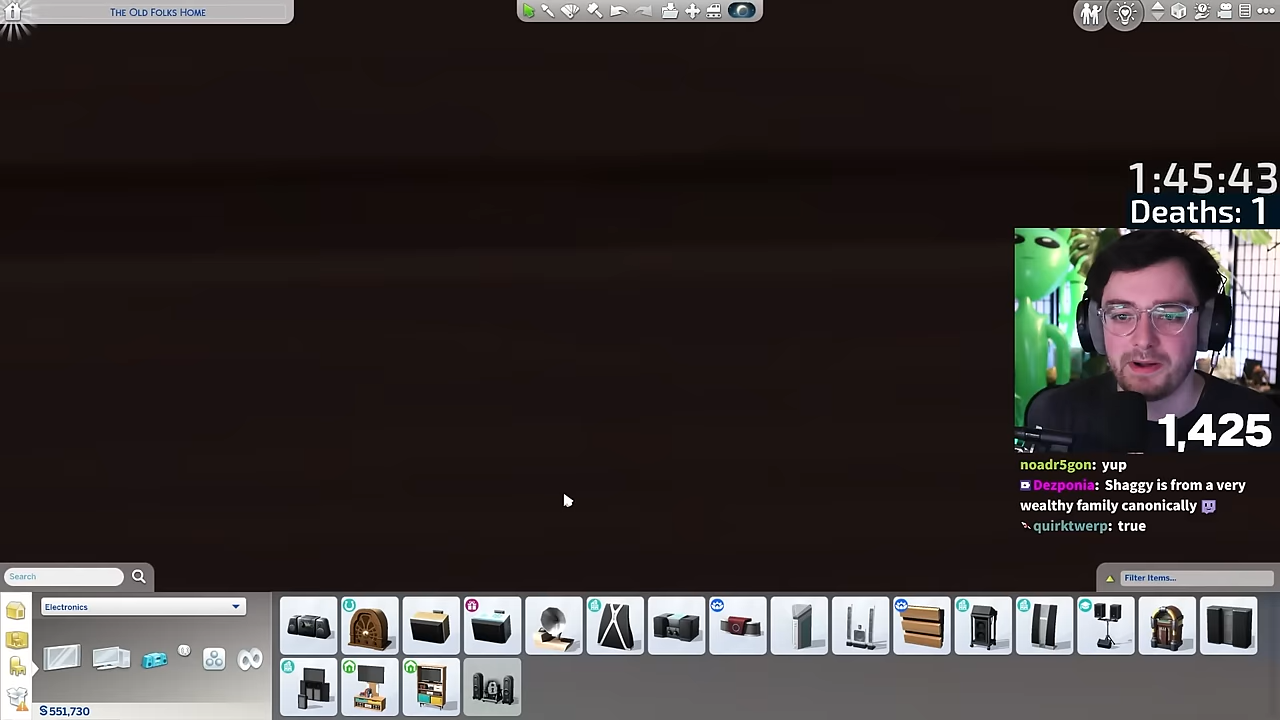 THE OLD FOLKS HOME
1:45:43
Deaths: 1
1,425
noadr5gon: yup
Dezponia: Shaggy is from a very
wealthy family canonically
quirktwerp: true
Search
Filter Items...
Electronics
§551,730